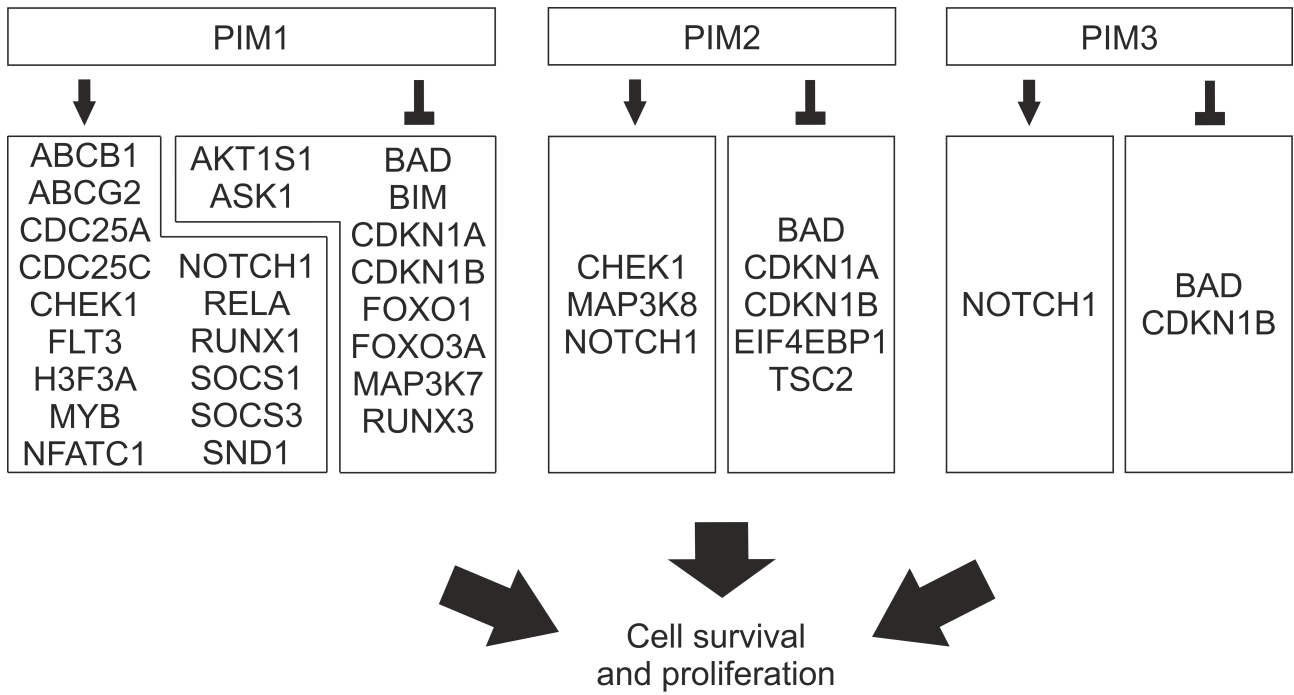 PIM1
PIM2
PIM3
ABCB1
ABCG2
CDC25A
CDC25C
CHEK1
FLT3
H3F3A
MYB
NFATC1
NOTCH1
RELA
RUNX1
SOCS1
SOCS3
SND1
AKT1S1
ASK1
BAD
BIM
CDKN1A
CDKN1B
FOXO1
FOXO3A
MAP3K7
RUNX3
CHEK1
MAP3K8
NOTCH1
BAD
CDKN1A
CDKN1B
EIF4EBP1
TSC2
NOTCH1
BAD
CDKN1B
Cell survival
and proliferation